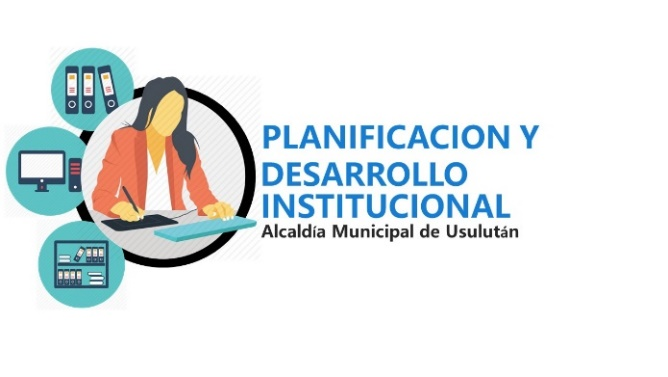 PLANIFICACION Y
DESARROLLO
INSTITUCIONAL
Alcaldía Municipal de Usulután